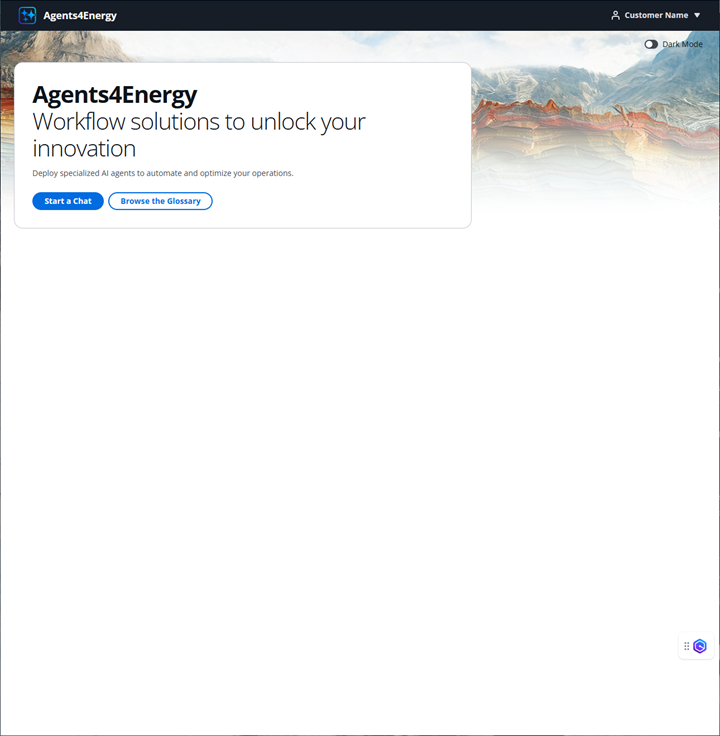 Agents4Energy
Customer Name
Dark Mode
Agents4Energy
Workflow solutions to unlock your
innovation
Deploy specialized AI agents to automate and optimize your operations.
Start a Chat
Browse the Glossary